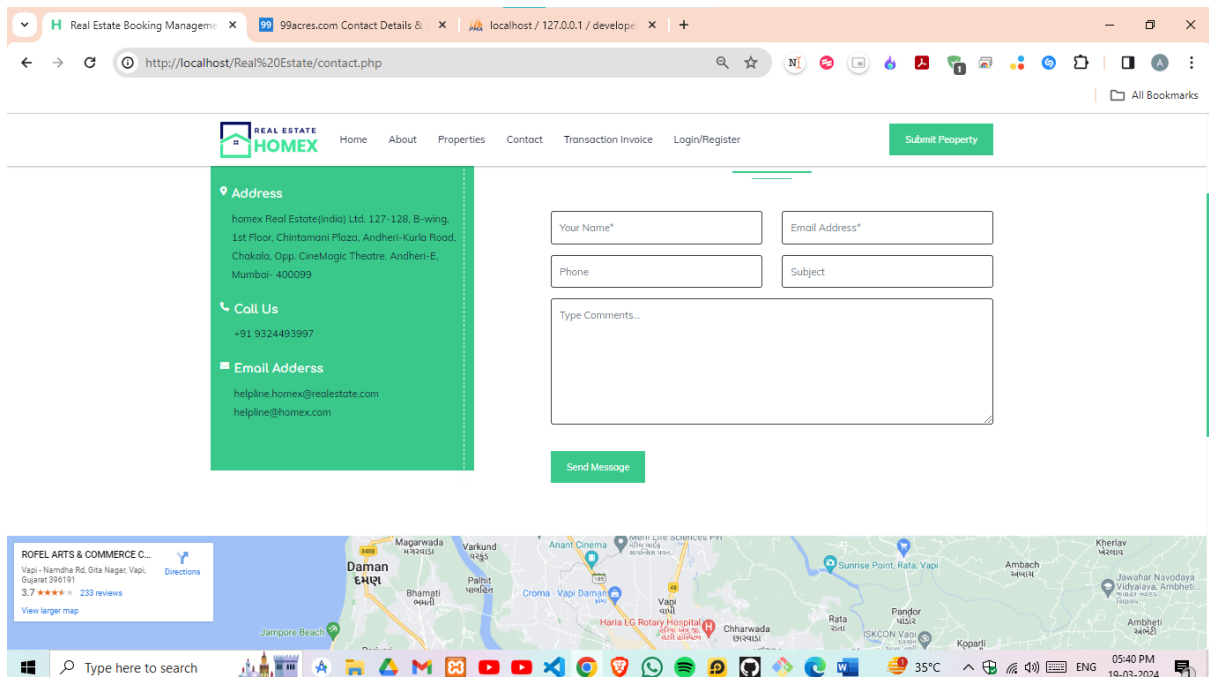 Real Estate Booking Manageme
99acres.com Contact Details &
localhost / 127.0.0.1 / develope
http://localhost/Real%20Estate/contact.php
All Bookmarks
REAL ESTATE
HOMEX
Home About Properties Contact Transaction Invoice Login/Register
Submit Peoperty
Address
homex Real Estate(India) Ltd. 127-128, B-wing,
1st Floor, Chintamani Plaza, Andheri-Kurla Road,
Chakala, Opp. CineMagic Theatre. Andheri-E,
Mumbai- 400099
Call Us
+91 9324493997
Email Adderss
helpline.homex@realestate.com
helpline@homex.com
Your Name*
Email Address*
Phone
Subject
Type Comments...
Send Message
ROFEL ARTS & COMMERCE C...
Vapi - Namdha Rd, Gita Nagar, Vapi,
Gujarat 396191
3.7 233 reviews
View larger map
Directions
Magarwada
Varkund
Daman
દમણ
Palhit
Bhamati
ભામતી
Jampore Beach
Anant Cinema
Croma - Vapi Daman
Vapi
વાપી
Haria LG Rotary Hospital
Chharwada
છરવાડા
Sunrise Point, Rata, Vapi
Rata
રાતા
Pandor
પાંડોર
ISKCON Vapi
Koparli
Ambach
આંબાચ
Kherlav
ખેરલાવ
Jawahar Navodaya
Vidyalaya, Ambheti...
Ambheti
અંભેટી
Type here to search
35°C
ENG
05:40 PM
19-03-2024